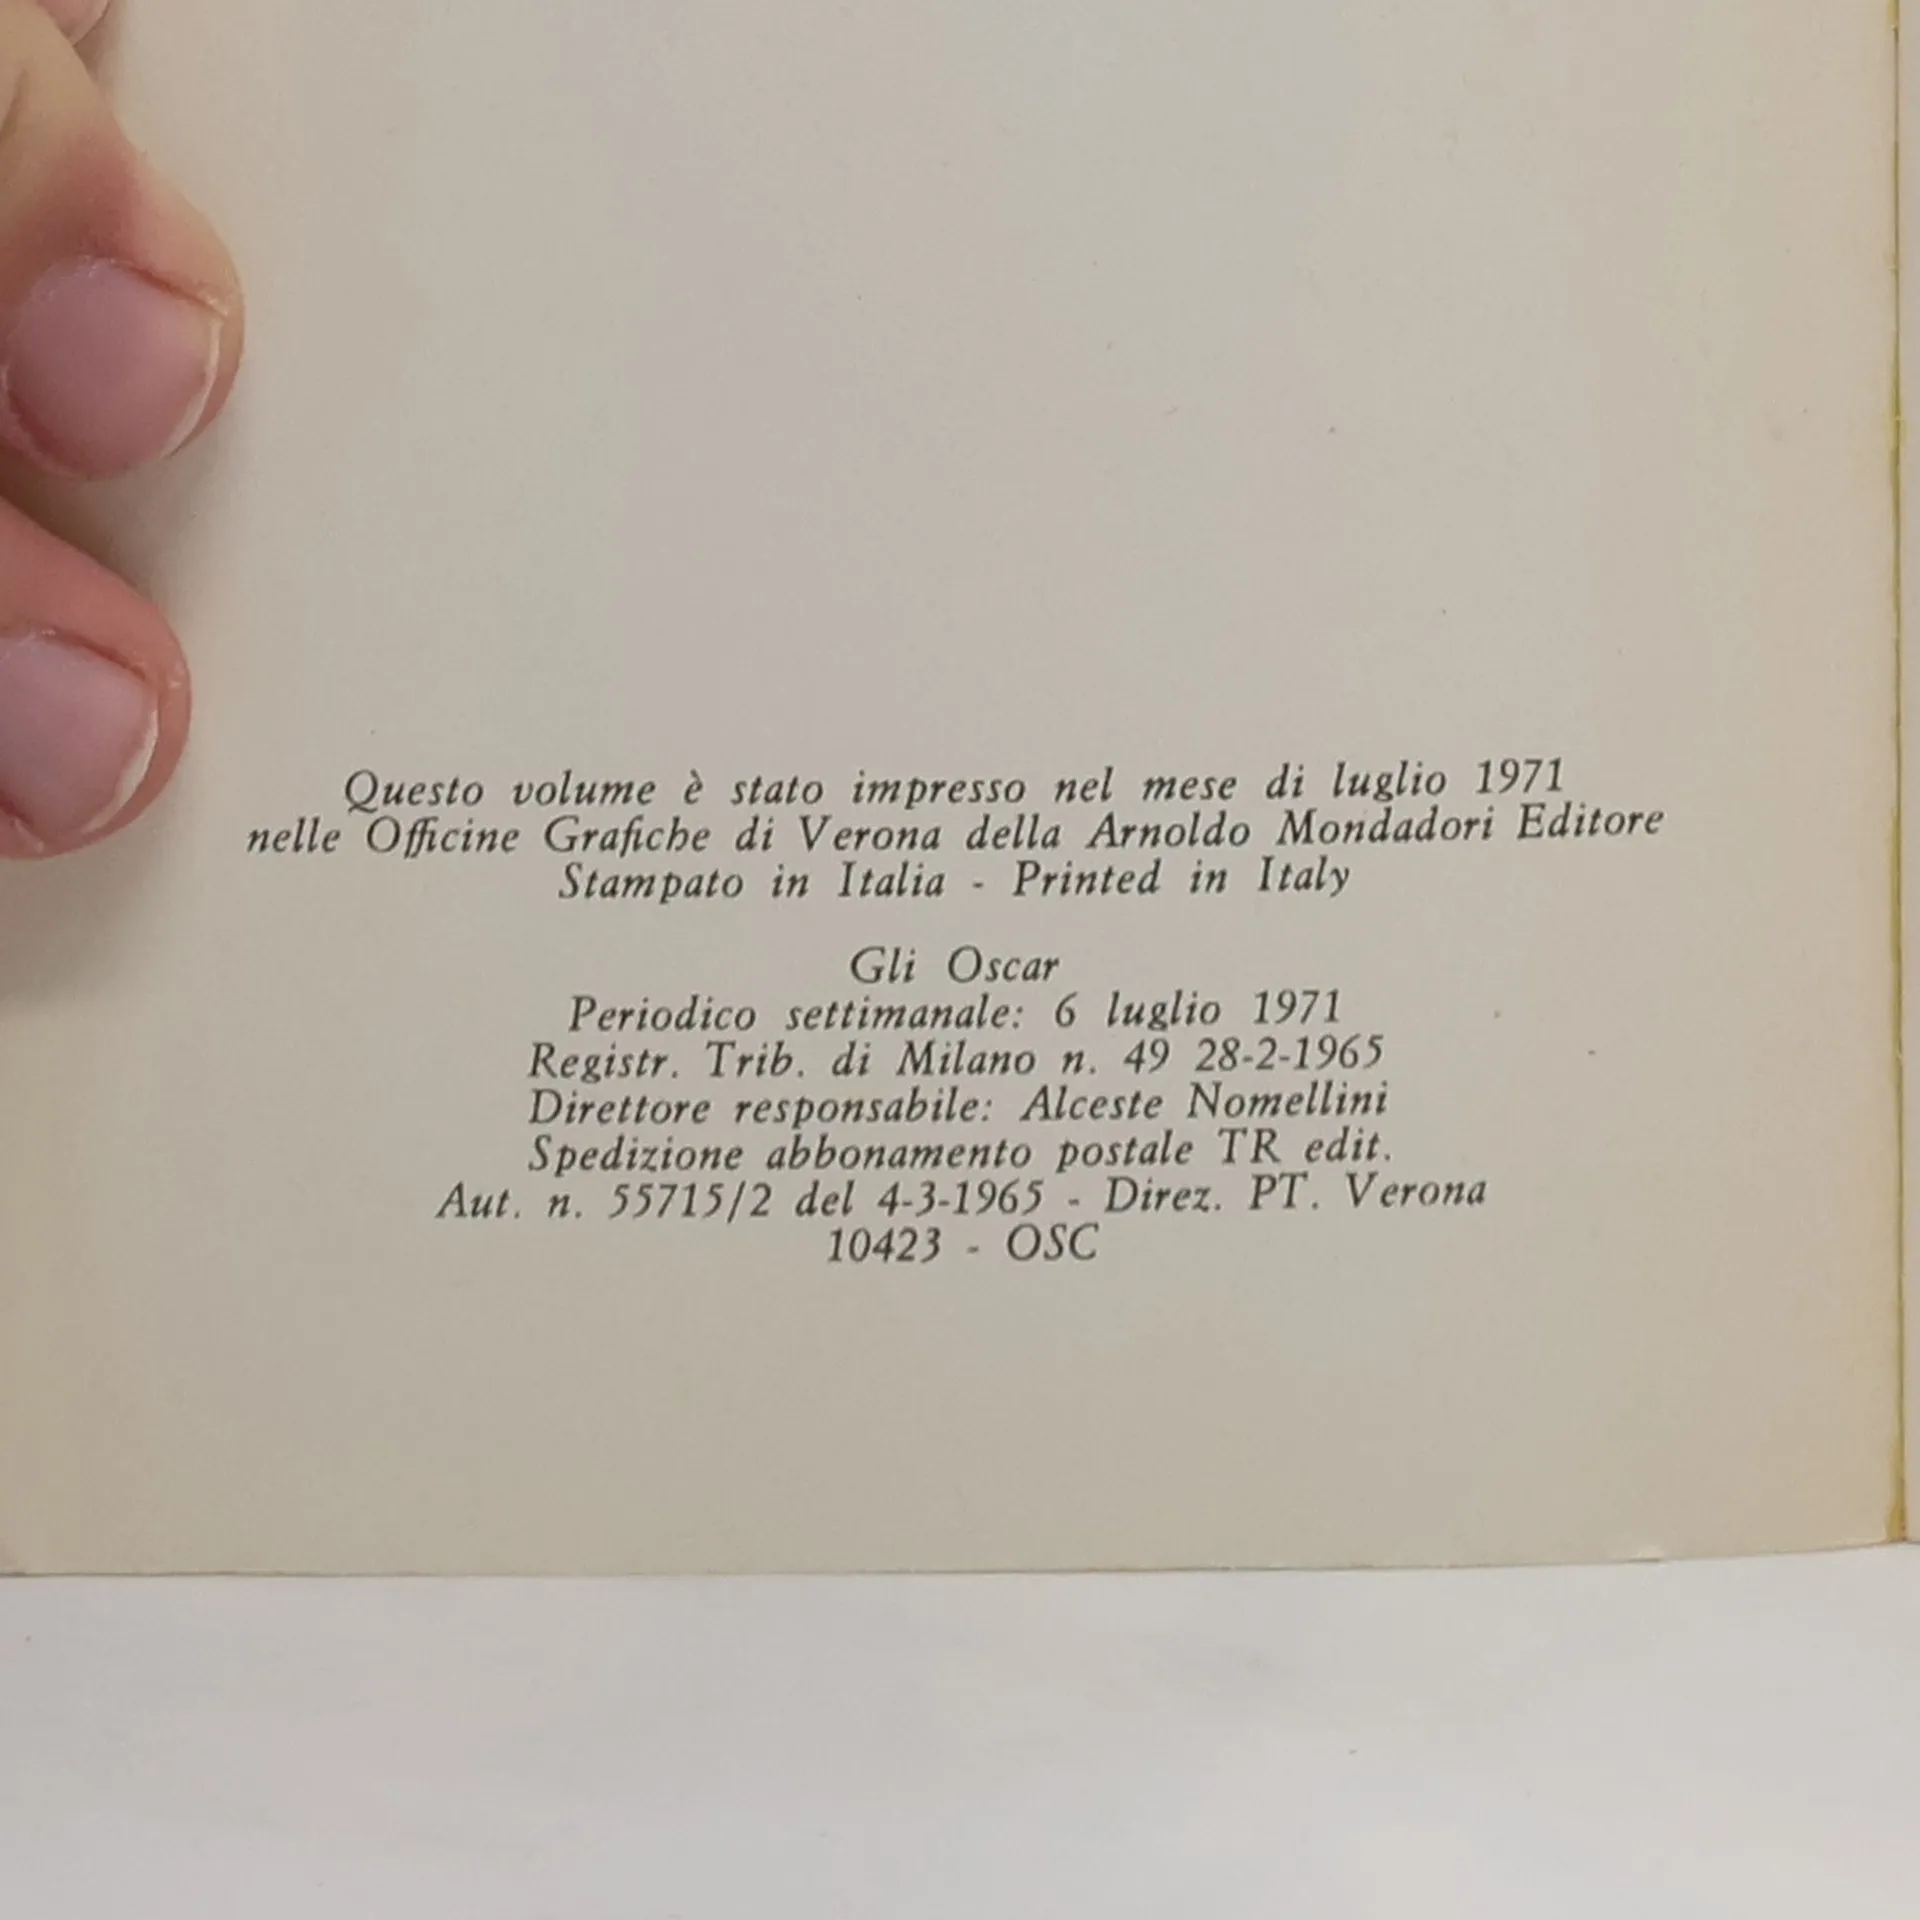 Questo volume è stato impresso nel mese di luglio 1971
nelle Officine Grafiche di Verona della Arnoldo Mondadori Editore
Stampato in Italia - Printed in Italy
Gli Oscar
Periodico settimanale: 6 luglio 1971
Registr. Trib. di Milano n. 49 28-2-1965
Direttore responsabile: Alceste Nomellini
Spedizione abbonamento postale TR edit.
Aut. n. 55715/2 del 4-3-1965 - Direz. PT. Verona
10423 - OSC